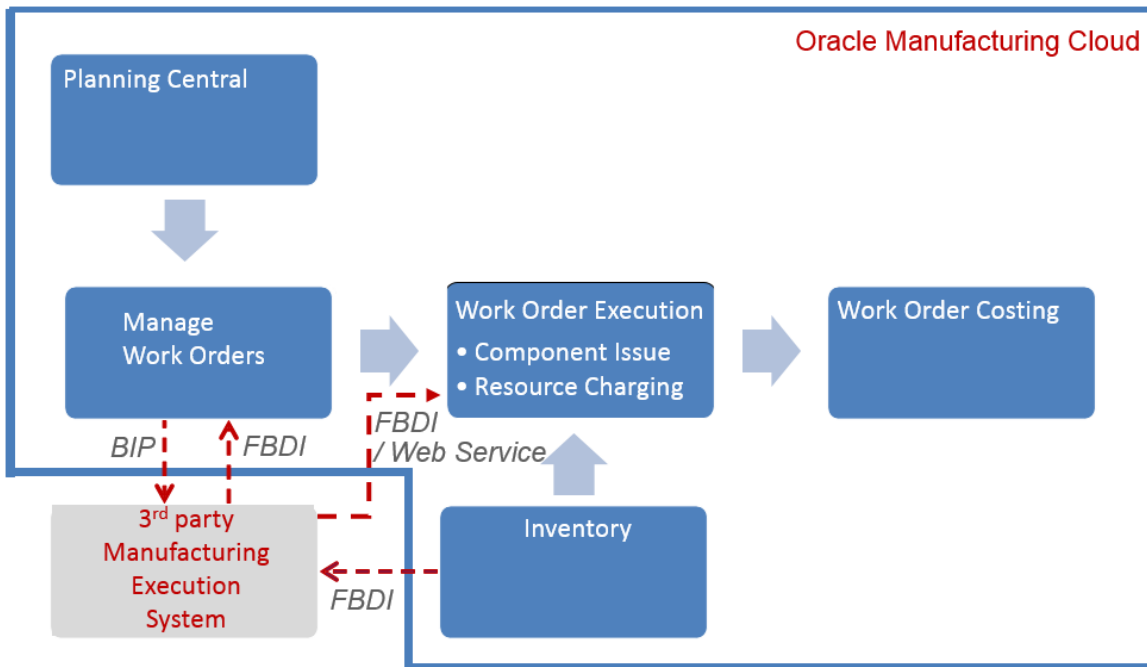 Oracle Manufacturing Cloud
Planning Central
Manage
Work Orders
Work Order Execution
• Component Issue
• Resource Charging
Work Order Costing
BIP
FBDI
FBDI
/ Web Service
3rd party
Manufacturing
Execution
System
Inventory
FBDI